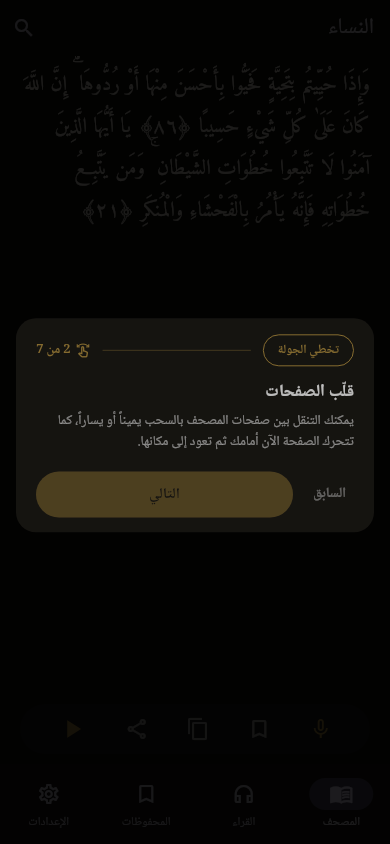 النساء
وَإِذَا حُيِّيتُم بِتَحِيَّةٍ فَحَيُّوا بِأَحْسَنَ مِنْهَا أَوْ رُدُّوهَا ۗ إِنَّ اللَّهَ
كَانَ عَلَىٰ كُلِّ شَيْءٍ حَسِيبًا ﴿٨٦﴾ يَا أَيُّهَا الَّذِينَ
آمَنُوا لَا تَتَّبِعُوا خُطُوَاتِ الشَّيْطَانِ ۚ وَمَن يَتَّبِعْ
خُطُوَاتِهِ فَإِنَّهُ يَأْمُرُ بِالْفَحْشَاءِ وَالْمُنكَرِ ﴿٢١﴾
تخطي الجولة
2 من 7
قلّب الصفحات
يمكنك التنقل بين صفحات المصحف بالسحب يميناً أو يساراً، كما
تتحرك الصفحة الآن أمامك ثم تعود إلى مكانها.
السابق
التالي
المصحف
القراء
المحفوظات
الإعدادات